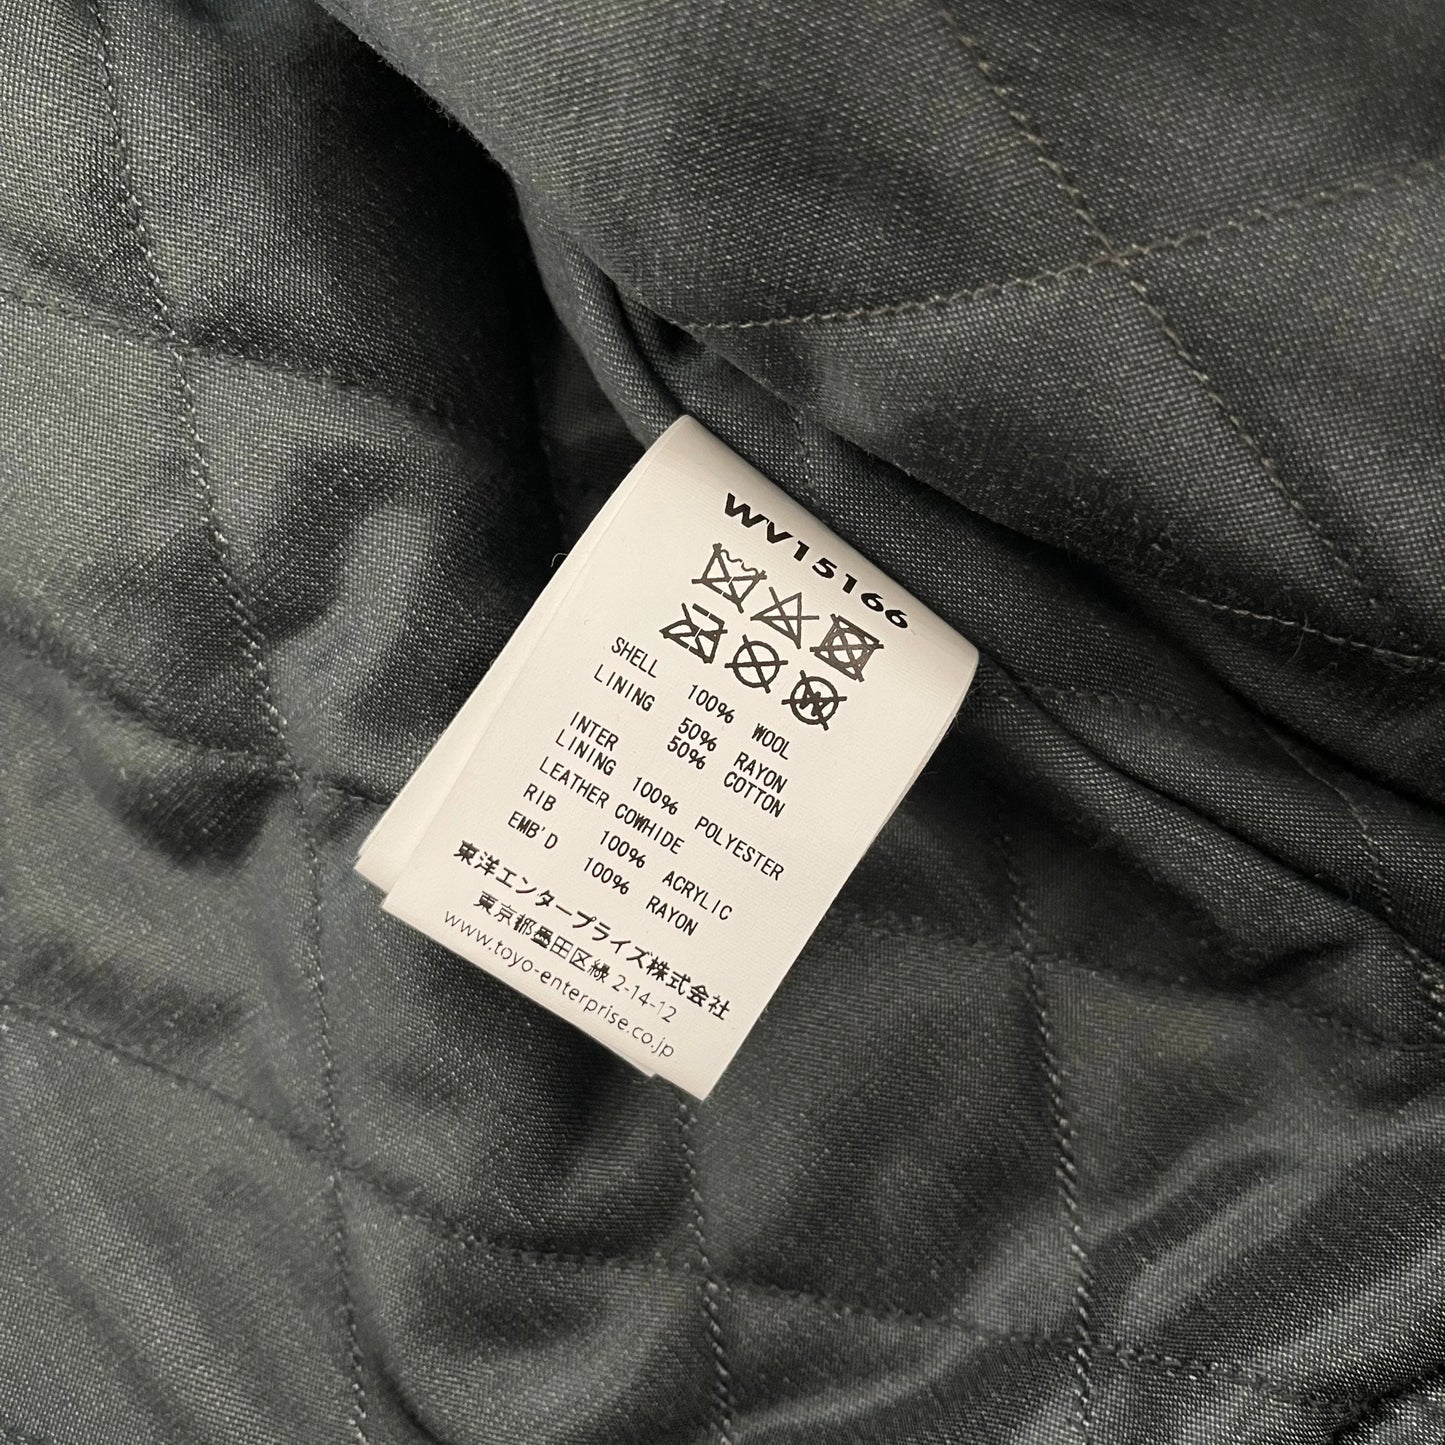 WV15166
SHELL 100% WOOL
LINING 50% RAYON
50% COTTON
INTER
LINING 100% POLYESTER
LEATHER COWHIDE
RIB 100% ACRYLIC
EMB'D 100% RAYON
東洋エンタープライズ株式会社
東京都墨田区緑 2-14-12
www.toyo-enterprise.co.jp